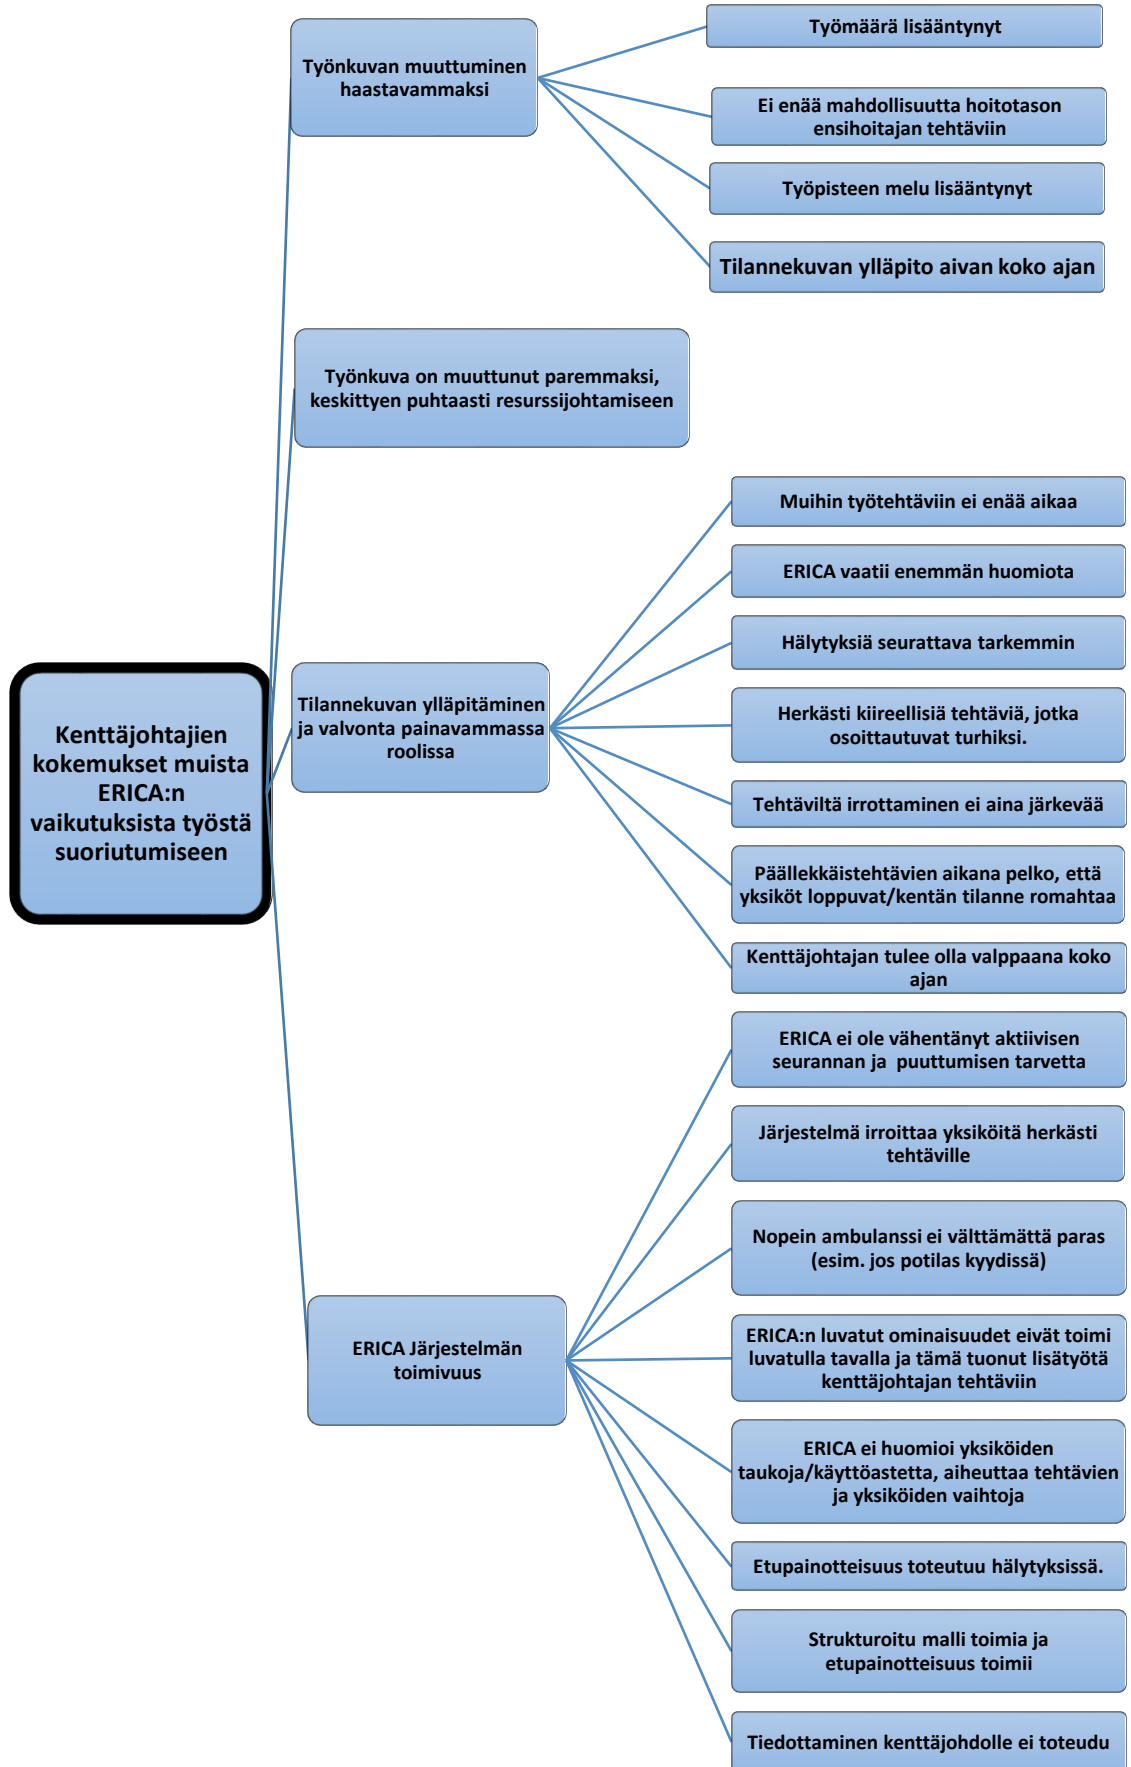 Työmäärä lisääntynyt
Työnkuvan muuttuminen
haastavammaksi
Ei enää mahdollisuutta hoitotason
ensihoitajan tehtäviin
Työpisteen melu lisääntynyt
Tilannekuvan ylläpito aivan koko ajan
Työnkuva on muuttunut paremmaksi,
keskittyen puhtaasti resurssijohtamiseen
Muihin työtehtäviin ei enää aikaa
ERICA vaatii enemmän huomiota
Hälytyksiä seurattava tarkemmin
Kenttäjohtajien
kokemukset muista
ERICA:n
vaikutuksista työstä
suoriutumiseen
Tilannekuvan ylläpitäminen
ja valvonta painavammassa
roolissa
Herkästi kiireellisiä tehtäviä, jotka
osoittautuvat turhiksi.
Tehtäviltä irrottaminen ei aina järkevää
Päällekkäistehtävien aikana pelko, että
yksiköt loppuvat/kentän tilanne romahtaa
Kenttäjohtajan tulee olla valppaana koko
ajan
ERICA ei ole vähentänyt aktiivisen
seurannan ja  puuttumisen tarvetta
Järjestelmä irroittaa yksiköitä herkästi
tehtäville
Nopein ambulanssi ei välttämättä paras
(esim. jos potilas kyydissä)
ERICA Järjestelmän
toimivuus
ERICA:n luvatut ominaisuudet eivät toimi
luvatulla tavalla ja tämä tuonut lisätyötä
kenttäjohtajan tehtäviin
ERICA ei huomioi yksiköiden
taukoja/käyttöastetta, aiheuttaa tehtävien
ja yksiköiden vaihtoja
Etupainotteisuus toteutuu hälytyksissä.
Strukturoitu malli toimia ja
etupainotteisuus toimii
Tiedottaminen kenttäjohdolle ei toteudu